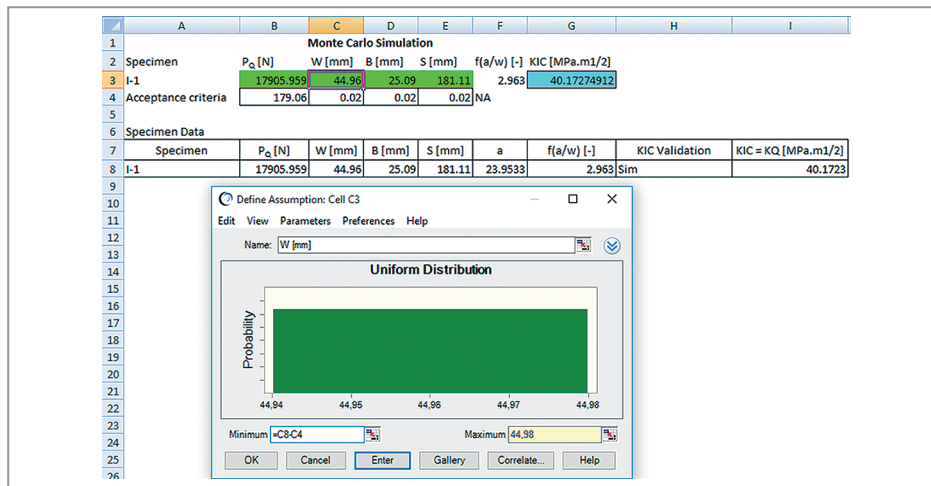 A B C D E F G H I
1 Monte Carlo Simulation
2 Specimen PQ [N] W [mm] B [mm] S [mm] f(a/w) [-] KIC [MPa.m1/2]
3 I-1 17905.959 44.96 25.09 181.11 2.963 40.17274912
4 Acceptance criteria 179.06 0.02 0.02 0.02 NA
5
6 Specimen Data
7 Specimen PQ [N] W [mm] B [mm] S [mm] a f(a/w) [-] KIC Validation KIC = KQ [MPa.m1/2]
8 I-1 17905.959 44.96 25.09 181.11 23.9533 2.963 Sim 40.1723
9
10
11
12
13
14
15
16
17
18
19
20
21
22
23
24
25
26
Define Assumption: Cell C3
Edit View Parameters Preferences Help
Name: W [mm]
Uniform Distribution
Probability
44,94 44,95 44,96 44,97 44,98
Minimum =C8-C4 Maximum 44,98
OK Cancel Enter Gallery Correlate... Help